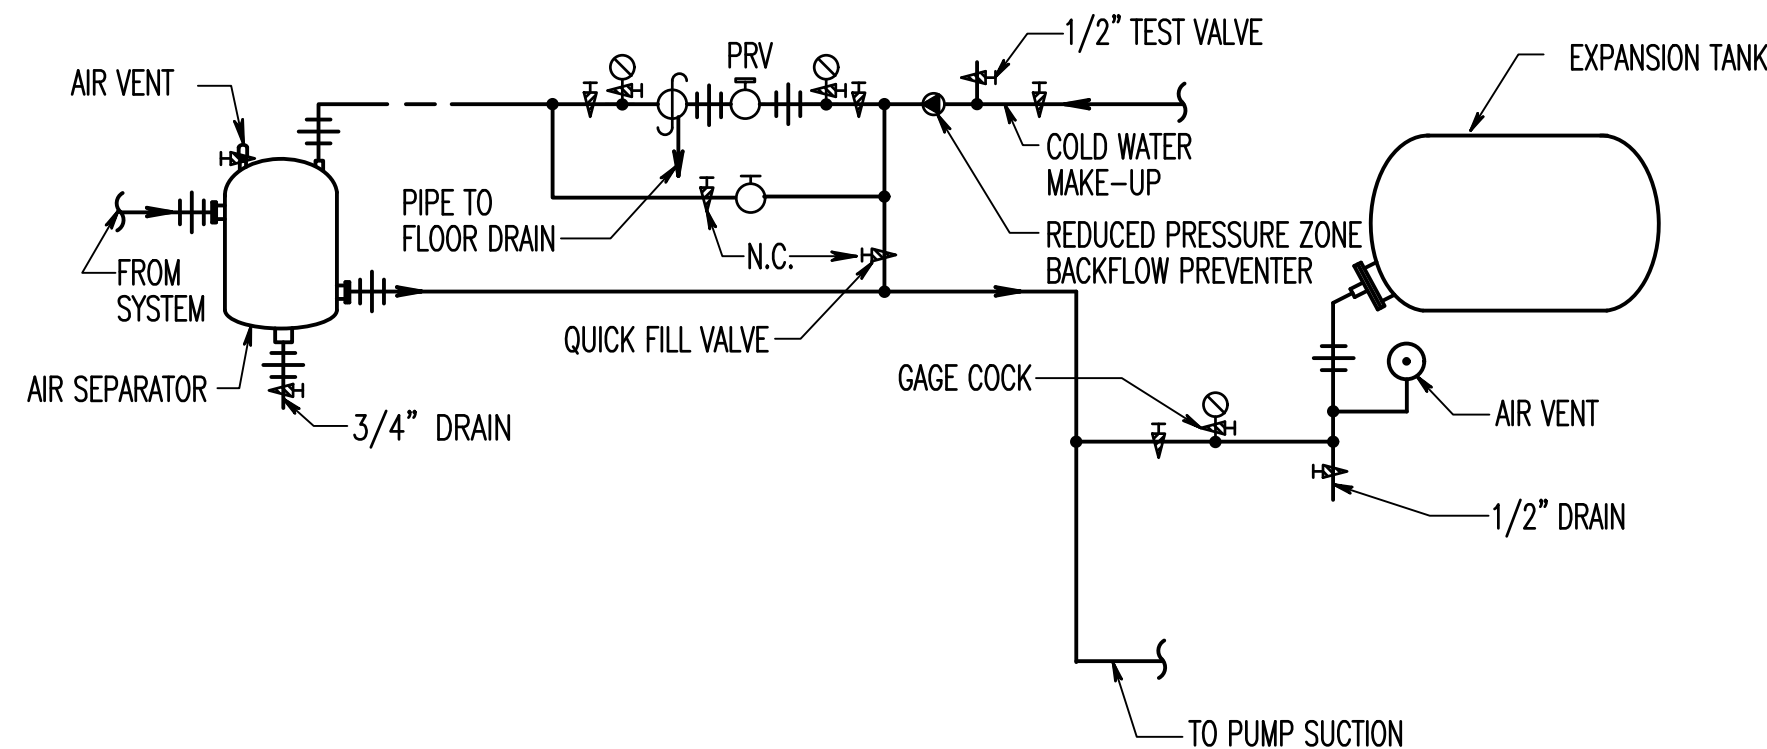 1/2" TEST VALVE
PRV
EXPANSION TANK
AIR VENT
COLD WATER
MAKE-UP
PIPE TO
FLOOR DRAIN
REDUCED PRESSURE ZONE
BACKFLOW PREVENTER
N.C.
FROM
SYSTEM
QUICK FILL VALVE
AIR SEPARATOR
GAGE COCK
3/4" DRAIN
AIR VENT
1/2" DRAIN
TO PUMP SUCTION